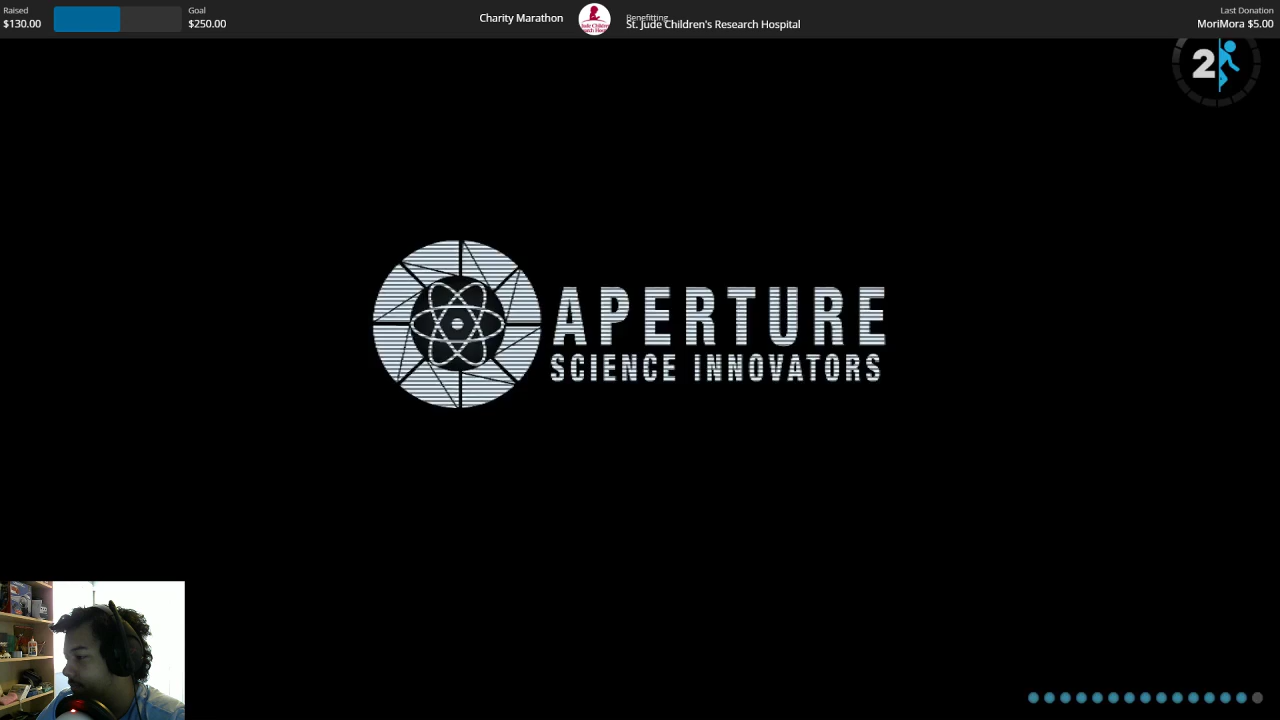 Raised
$130.00
Goal
$250.00
Charity Marathon
Benefitting
St. Jude Children's Research Hospital
Last Donation
MoriMora $5.00
2
APERTURE
SCIENCE INNOVATORS